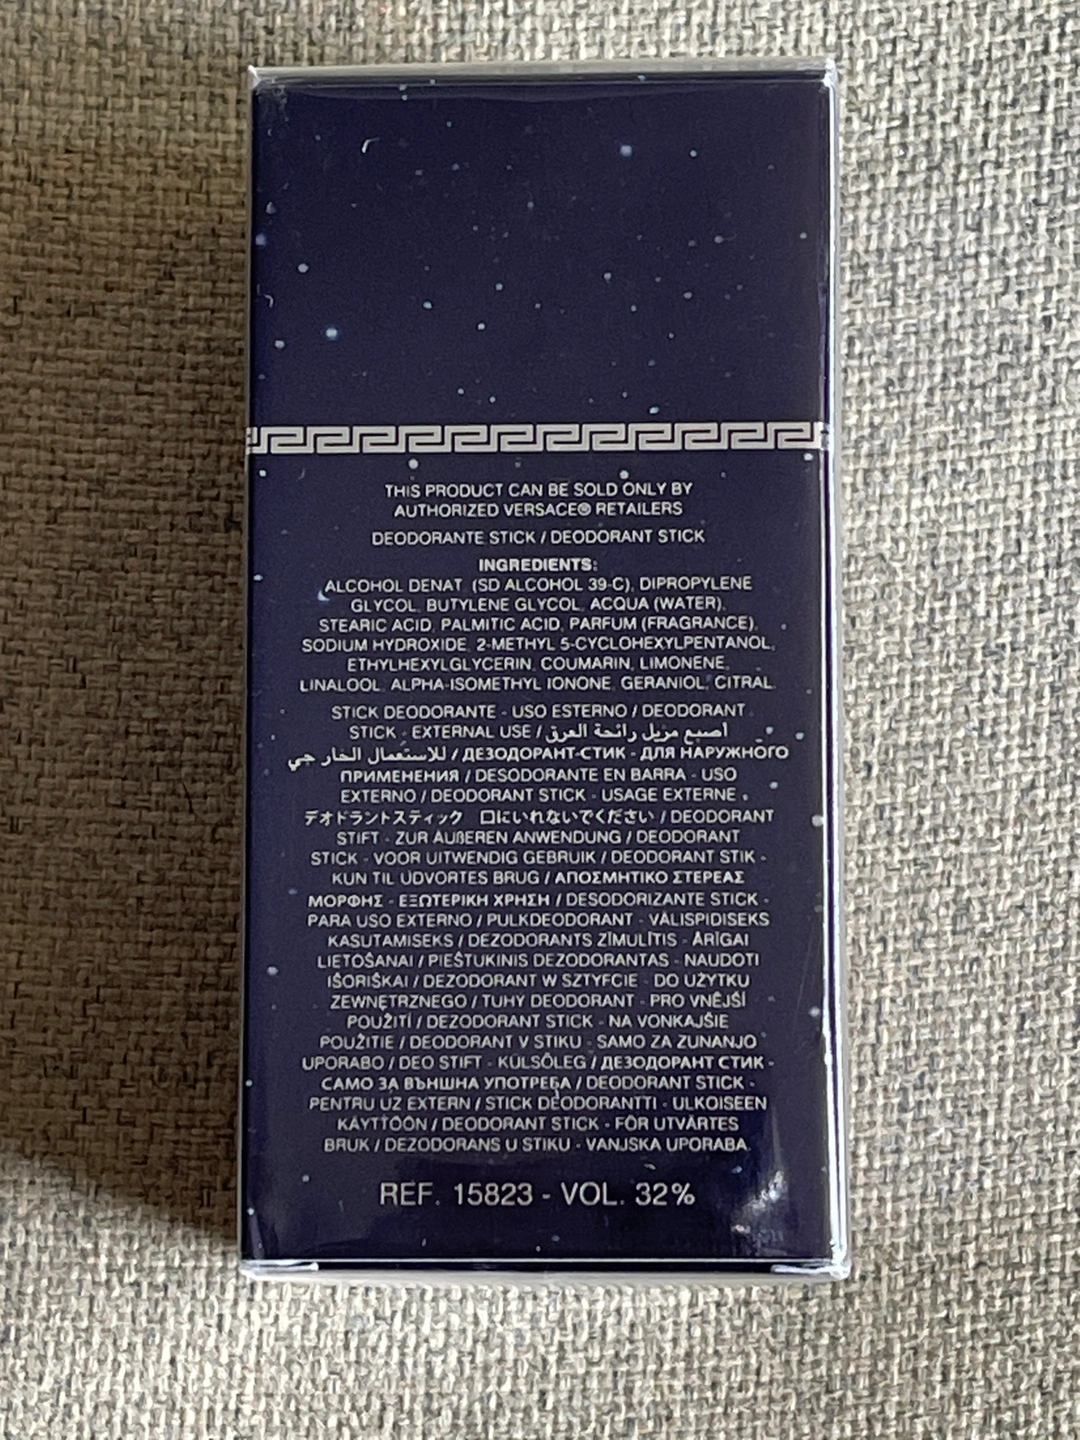 THIS PRODUCT CAN BE SOLD ONLY BY
AUTHORIZED VERSACE® RETAILERS
DEODORANTE STICK / DEODORANT STICK
INGREDIENTS:
ALCOHOL DENAT. (SD ALCOHOL 39-C), DIPROPYLENE
GLYCOL, BUTYLENE GLYCOL, ACQUA (WATER),
STEARIC ACID, PALMITIC ACID, PARFUM (FRAGRANCE),
SODIUM HYDROXIDE, 2-METHYL 5-CYCLOHEXYLPENTANOL,
ETHYLHEXYLGLYCERIN, COUMARIN, LIMONENE,
LINALOOL, ALPHA-ISOMETHYL IONONE, GERANIOL, CITRAL.
STICK DEODORANTE - USO ESTERNO / DEODORANT
STICK - EXTERNAL USE / أصبع مزيل رائحة العرق
للاستعمال الخار جي / ДЕЗОДОРАНТ-СТИК - ДЛЯ НАРУЖНОГО
ПРИМЕНЕНИЯ / DESODORANTE EN BARRA - USO
EXTERNO / DEODORANT STICK - USAGE EXTERNE .
デオドラントスティック 口にいれないでください / DEODORANT
STIFT - ZUR ÄUßEREN ANWENDUNG / DEODORANT
STICK - VOOR UITWENDIG GEBRUIK / DEODORANT STIK -
KUN TIL UDVORTES BRUG / ΑΠΟΣΜΗΤΙΚΟ ΣΤΕΡΕΑΣ
ΜΟΡΦΗΣ - ΕΞΩΤΕΡΙΚΗ ΧΡΗΣΗ / DESODORIZANTE STICK -
PARA USO EXTERNO / PULKDEODORANT - VÄLISPIDISEKS
KASUTAMISEKS / DEZODORANTS ZĪMULĪTIS - ĀRĪGAI
LIETOŠANAI / PIEŠTUKINIS DEZODORANTAS - NAUDOTI
IŠORIŠKAI / DEZODORANT W SZTYFCIE - DO UŻYTKU
ZEWNĘTRZNEGO / TUHÝ DEODORANT - PRO VNĚJŠÍ
POUŽITÍ / DEZODORANT STICK - NA VONKAJŠIE
POUŽITIE / DEODORANT V STIKU - SAMO ZA ZUNANJO
UPORABO / DEO STIFT - KÜLSŐLEG / ДЕЗОДОРАНТ СТИК -
САМО ЗА ВЪНШНА УПОТРЕБА / DEODORANT STICK -
PENTRU UZ EXTERN / STICK DEODORANTTI - ULKOISEEN
KÄYTTÖÖN / DEODORANT STICK - FÖR UTVÄRTES
BRUK / DEZODORANS U STIKU - VANJSKA UPORABA.
REF. 15823 - VOL. 32%